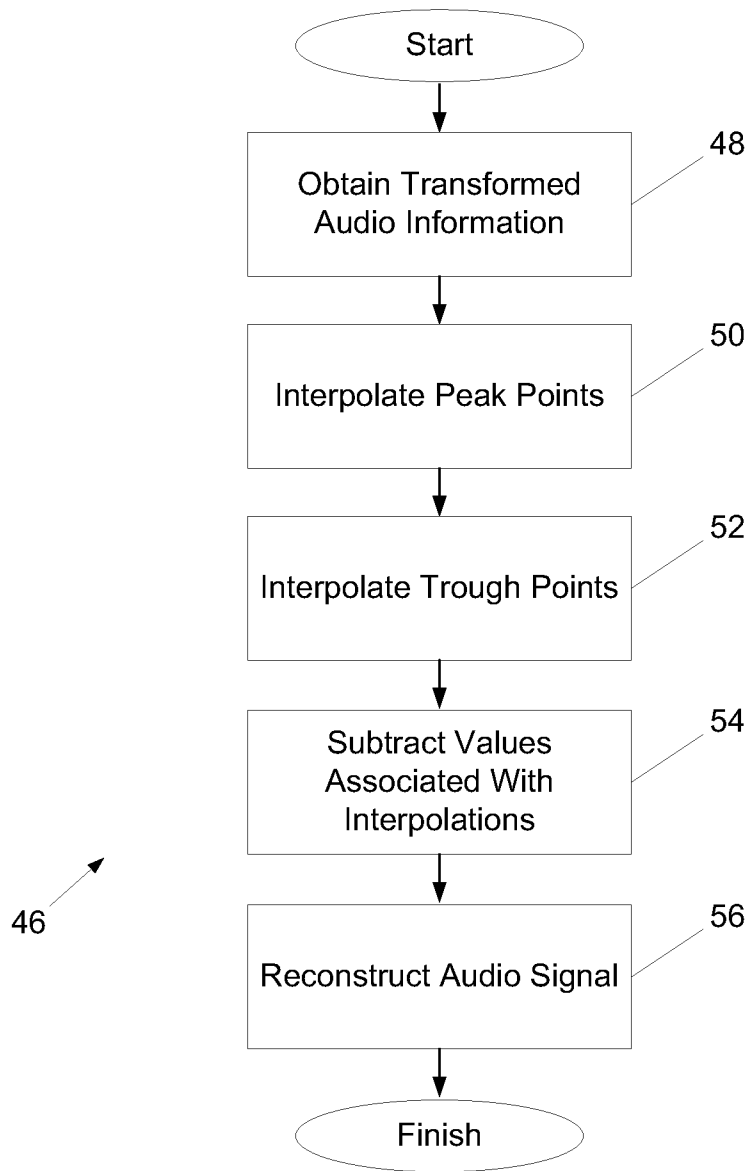 Start
48
Obtain Transformed
Audio Information
50
Interpolate Peak Points
52
Interpolate Trough Points
54
Subtract Values
Associated With
Interpolations
46
56
Reconstruct Audio Signal
Finish